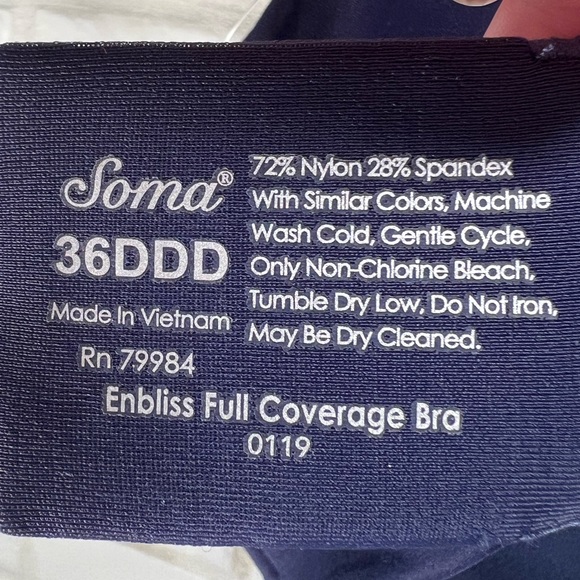 Soma®
36DDD
Made In Vietnam
Rn 79984
72% Nylon 28% Spandex
With Similar Colors, Machine
Wash Cold, Gentle Cycle,
Only Non-Chlorine Bleach,
Tumble Dry Low, Do Not Iron,
May Be Dry Cleaned.
Enbliss Full Coverage Bra
0119